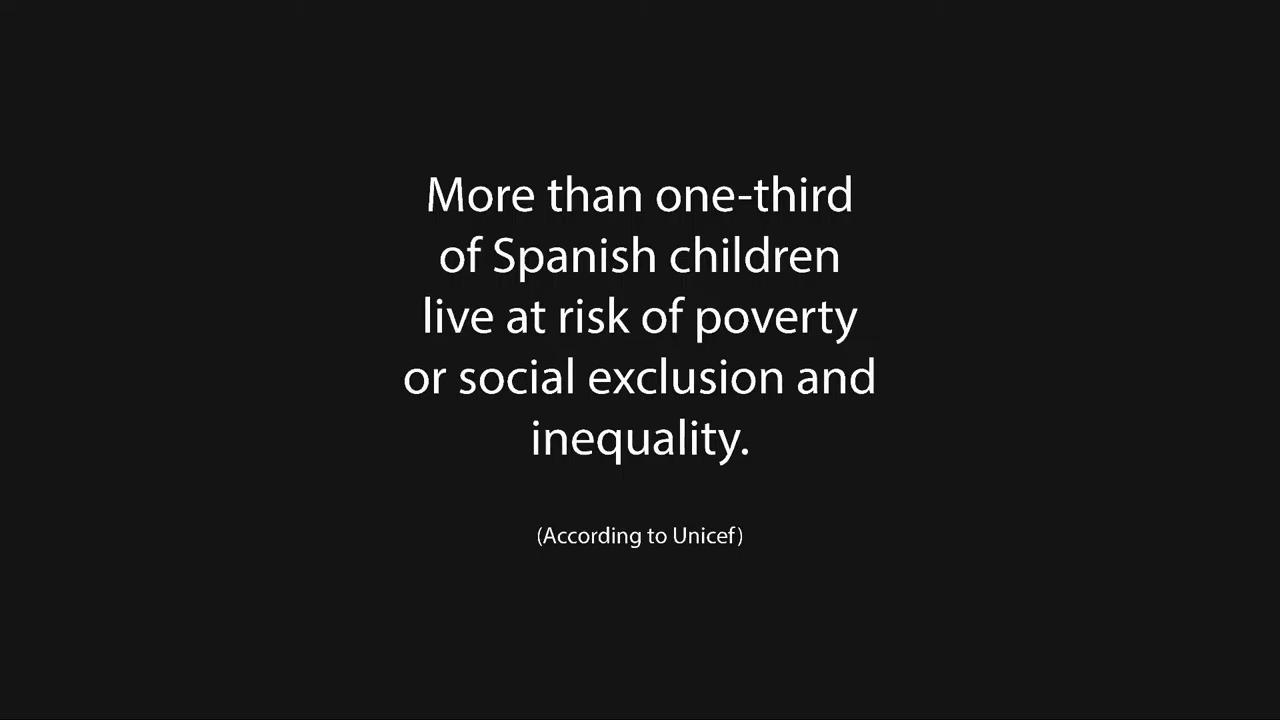 More than one-third
of Spanish children
live at risk of poverty
or social exclusion and
inequality.
(According to Unicef)